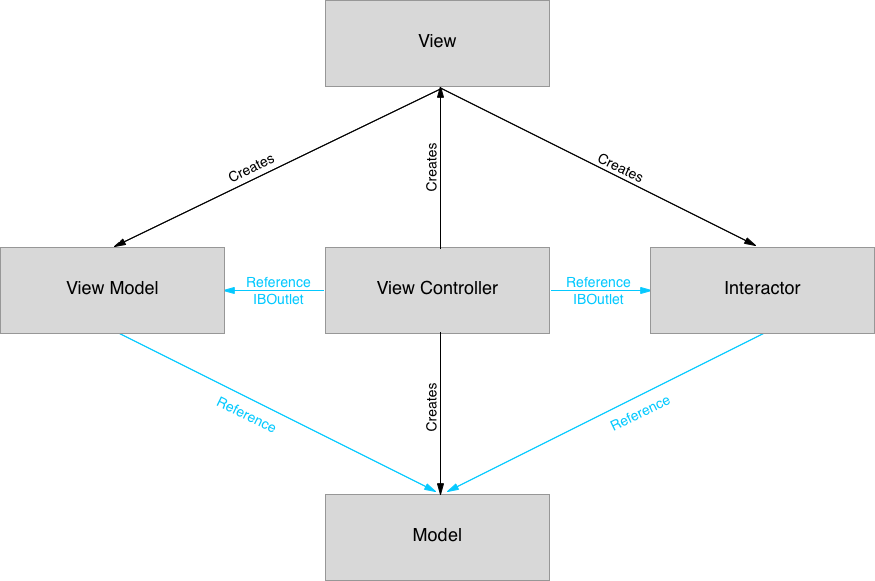 View
Creates
Creates
Creates
View Model
Reference
IBOutlet
View Controller
Reference
IBOutlet
Interactor
Reference
Creates
Reference
Model